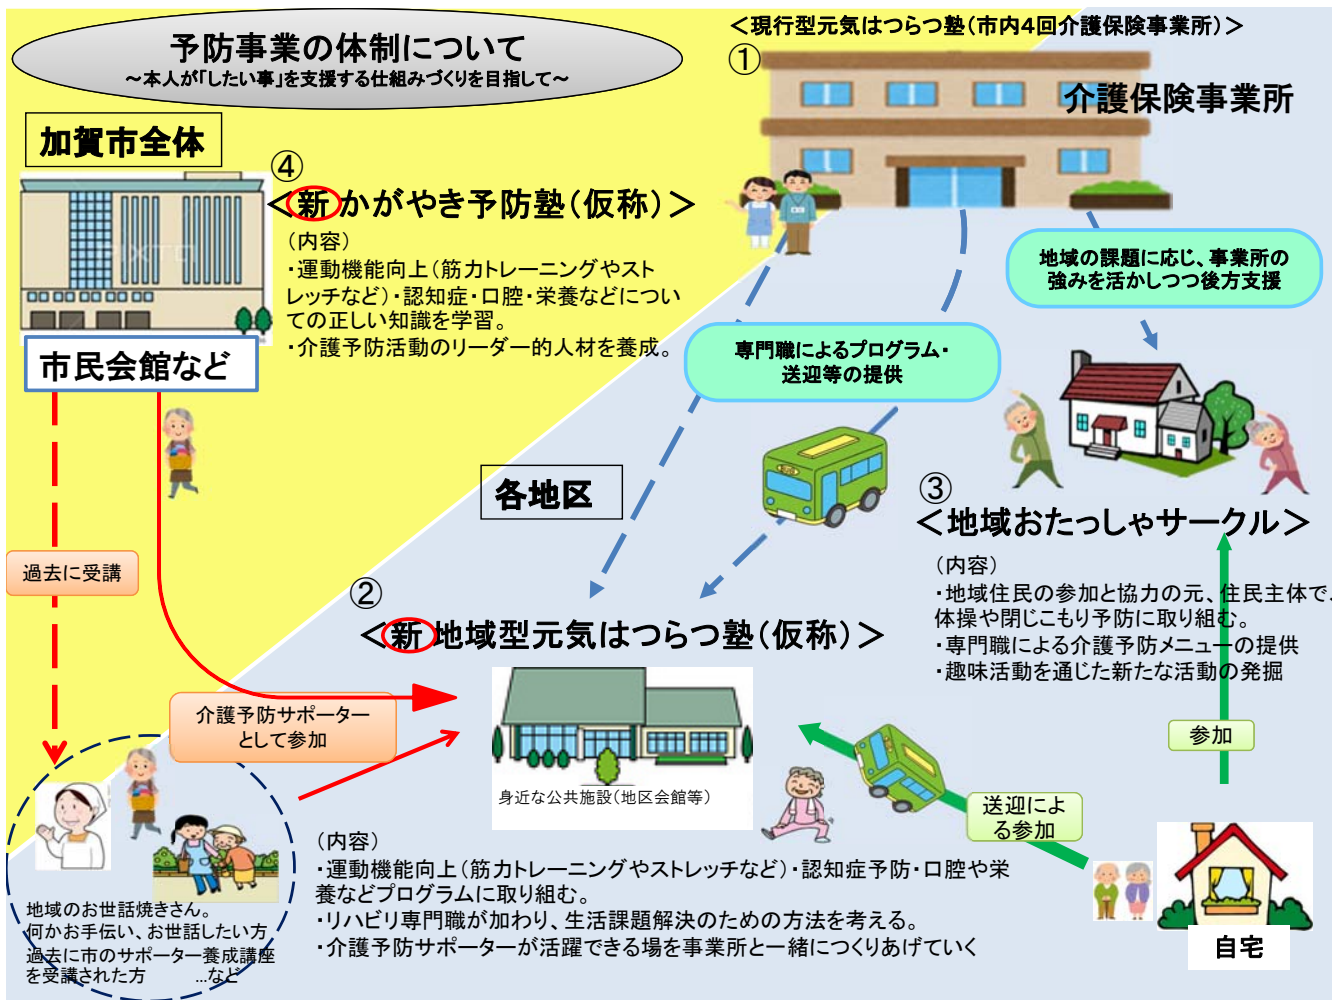 予防事業の体制について
~本人が「したい事」を支援する仕組みづくりを目指して~
<現行型元気はつらつ塾(市内4回介護保険事業所)>
①
介護保険事業所
加賀市全体
④
<新かがやき予防塾(仮称)>
(内容)
・運動機能向上(筋力トレーニングやスト
レッチなど)・認知症・口腔・栄養などについ
ての正しい知識を学習。
・介護予防活動のリーダー的人材を養成。
PIXTA
市民会館など
地域の課題に応じ、事業所の
強みを活かしつつ後方支援
専門職によるプログラム・
送迎等の提供
各地区
③
<地域おたっしゃサークル>
(内容)
・地域住民の参加と協力の元、住民主体で、
体操や閉じこもり予防に取り組む。
・専門職による介護予防メニューの提供
・趣味活動を通じた新たな活動の発掘
過去に受講
②
<新 地域型元気はつらつ塾(仮称)>
介護予防サポーター
として参加
身近な公共施設(地区会館等)
参加
送迎によ
る参加
自宅
(内容)
・運動機能向上(筋力トレーニングやストレッチなど)・認知症予防・口腔や栄
養などプログラムに取り組む。
・リハビリ専門職が加わり、生活課題解決のための方法を考える。
・介護予防サポーターが活躍できる場を事業所と一緒につくりあげていく
地域のお世話焼きさん。
何かお手伝い、お世話したい方
過去に市のサポーター養成講座
を受講された方 …など